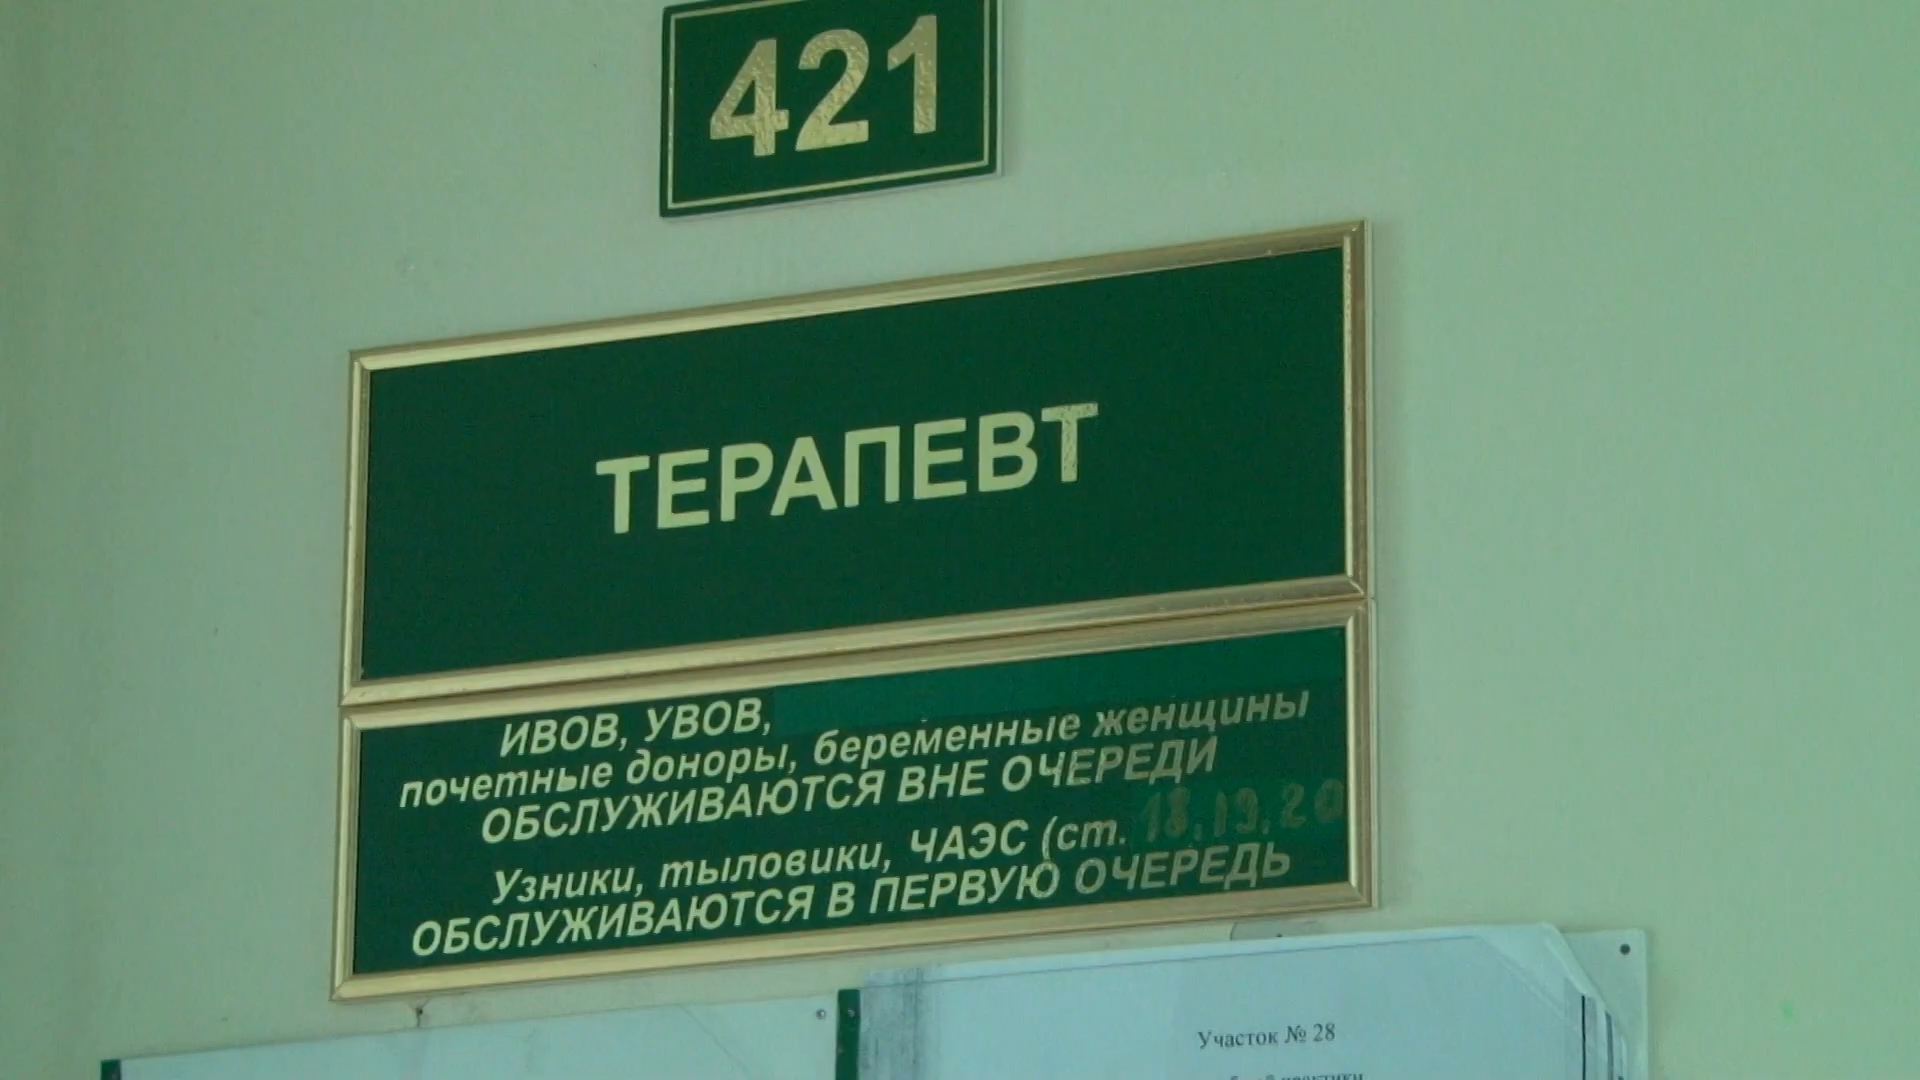 421
ТЕРАПЕВТ
ИВОВ, УВОВ,
почетные доноры, беременные женщины
ОБСЛУЖИВАЮТСЯ ВНЕ ОЧЕРЕДИ
Узники, тыловики, ЧАЭС (ст. 18,19,20
ОБСЛУЖИВАЮТСЯ В ПЕРВУЮ ОЧЕРЕДЬ
Участок № 28